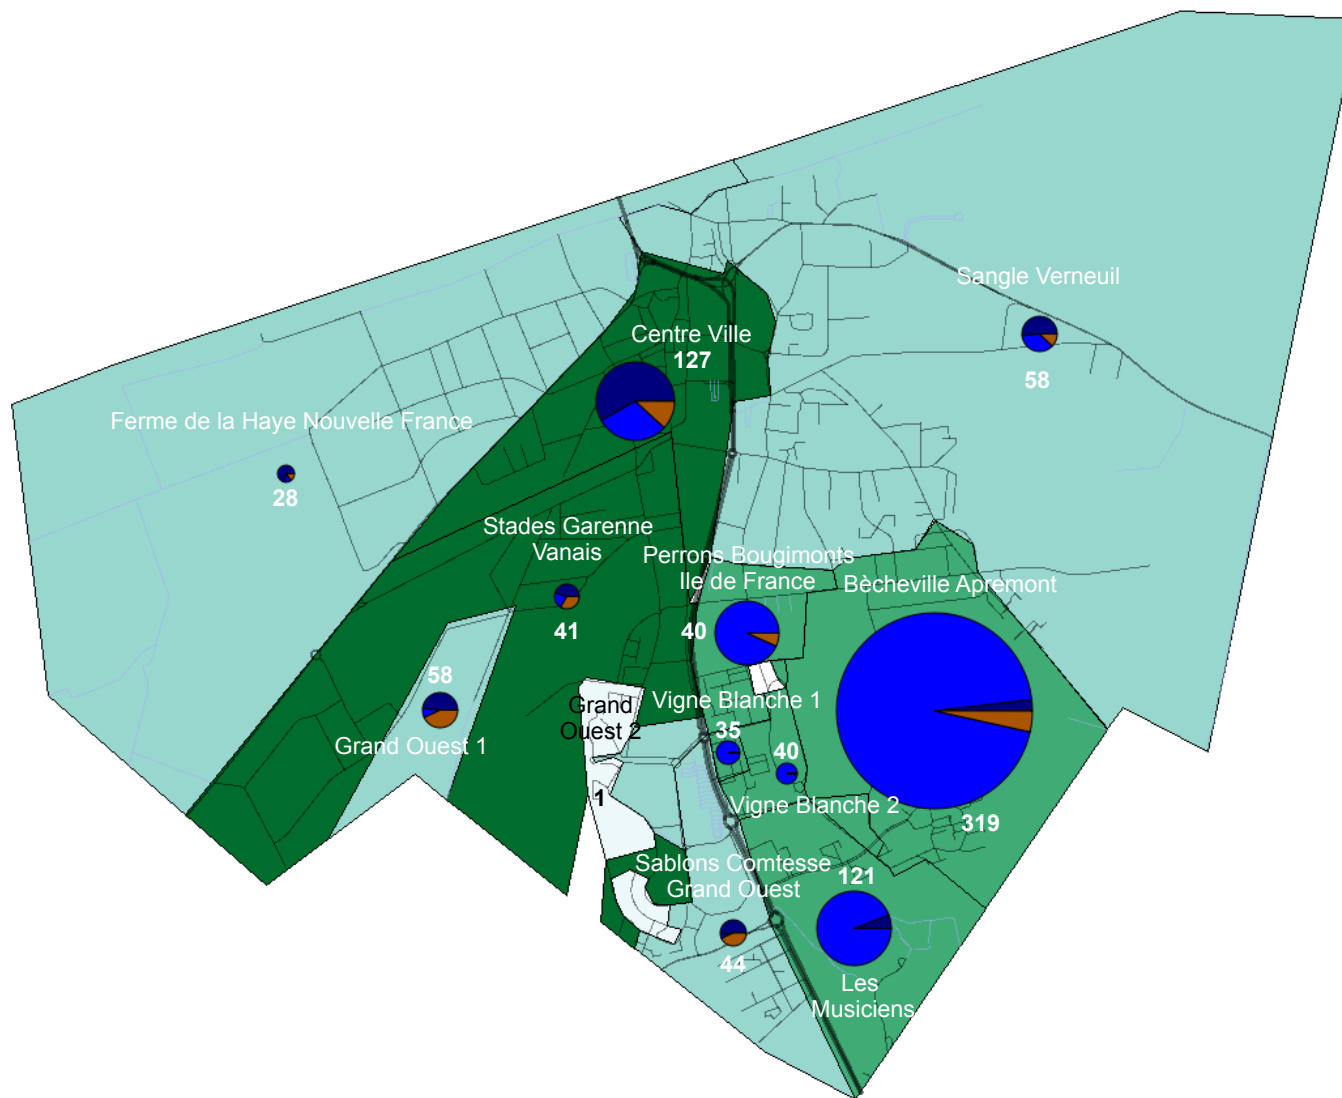 Sangle Verneuil
58
Centre Ville
127
Ferme de la Haye Nouvelle France
28
Stades Garenne
Vanais
41
Perrons Bougimonts
Ile de France
40
Bècheville Apremont
319
58
Grand Ouest 1
Grand
Ouest 2
1
Vigne Blanche 1
35
40
Vigne Blanche 2
Sablons Comtesse
Grand Ouest
44
121
Les
Musiciens